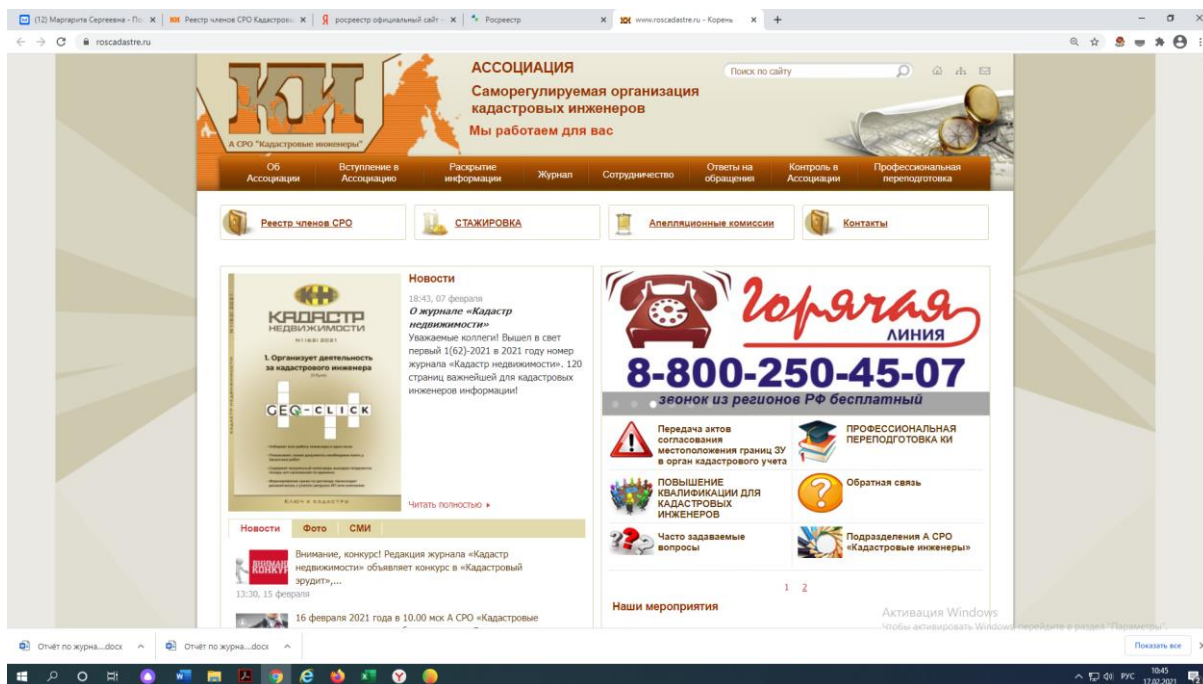 (12) Маргарита Сергеевна - По
Реестр членов СРО Кадастров
росреестр официальный сайт -
Росреестр
www.roscadastre.ru - Корень
roscadastre.ru
КИ
А СРО "Кадастровые инженеры"
АССОЦИАЦИЯ
Саморегулируемая организация
кадастровых инженеров
Мы работаем для вас
Поиск по сайту
Об Ассоциации
Вступление в Ассоциацию
Раскрытие информации
Журнал
Сотрудничество
Ответы на обращения
Контроль в Ассоциации
Профессиональная переподготовка
Реестр членов СРО
СТАЖИРОВКА
Апелляционные комиссии
Контакты
КАДАСТР
НЕДВИЖИМОСТИ
1. Организует деятельность
за кадастрового инженера
GEO-CLICK
Ключ к кадастру
Новости
18:43, 07 февраля
О журнале «Кадастр
недвижимости»
Уважаемые коллеги! Вышел в свет
первый 1(62)-2021 в 2021 году номер
журнала «Кадастр недвижимости». 120
страниц важнейшей для кадастровых
инженеров информации!
Читать полностью
Новости Фото СМИ
Внимание, конкурс! Редакция журнала «Кадастр
недвижимости» объявляет конкурс в «Кадастровый
эрудит»,...
13:30, 15 февраля
16 февраля 2021 года в 10.00 мск А СРО «Кадастровые
Горячая
ЛИНИЯ
8-800-250-45-07
звонок из регионов РФ бесплатный
Передача актов
согласования
местоположения границ ЗУ
в орган кадастрового учета
ПРОФЕССИОНАЛЬНАЯ
ПЕРЕПОДГОТОВКА КИ
ПОВЫШЕНИЕ
КВАЛИФИКАЦИИ ДЛЯ
КАДАСТРОВЫХ
ИНЖЕНЕРОВ
Обратная связь
Часто задаваемые
вопросы
Подразделения А СРО
«Кадастровые инженеры»
1 2
Наши мероприятия
Активация Windows
Чтобы активировать Windows, перейдите в раздел "Параметры".
Отчёт по журна....docx
Отчёт по журна....docx
Показать все
РУС
10:45
17.02.2021